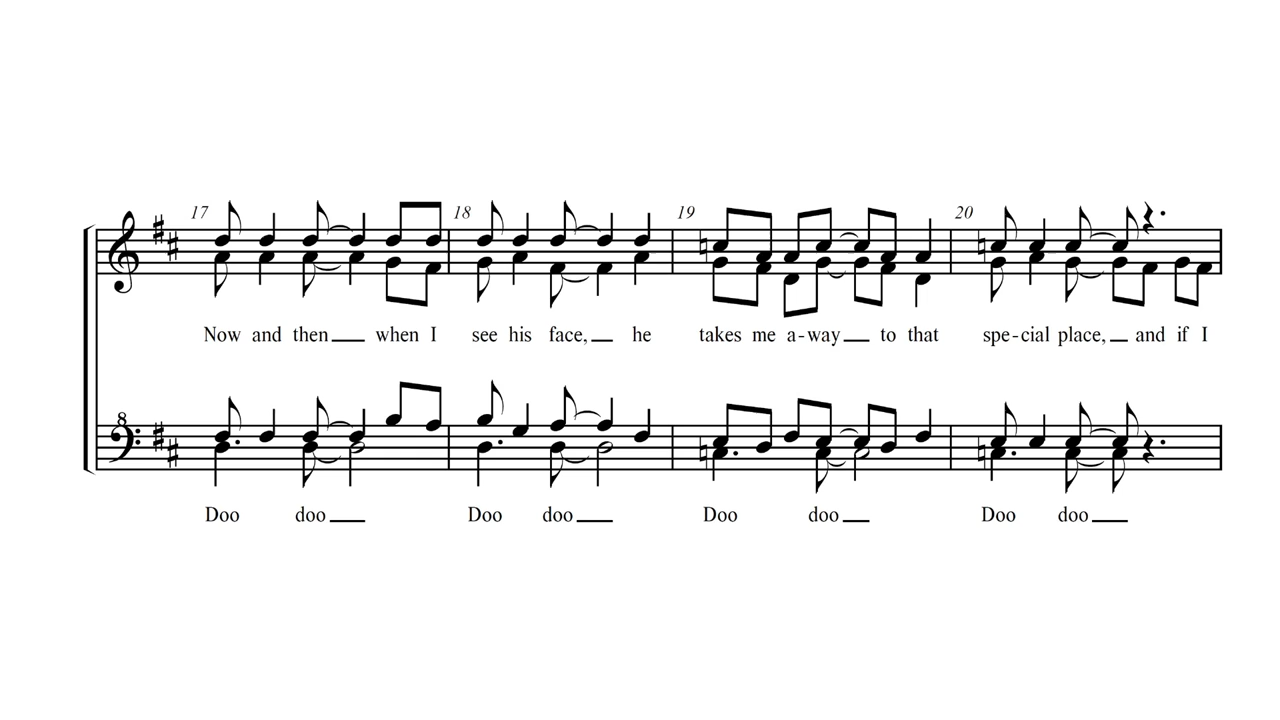 17 18 19 20
Now and then when I see his face, he takes me a-way to that spe-cial place, and if I
8
Doo doo Doo doo Doo doo Doo doo